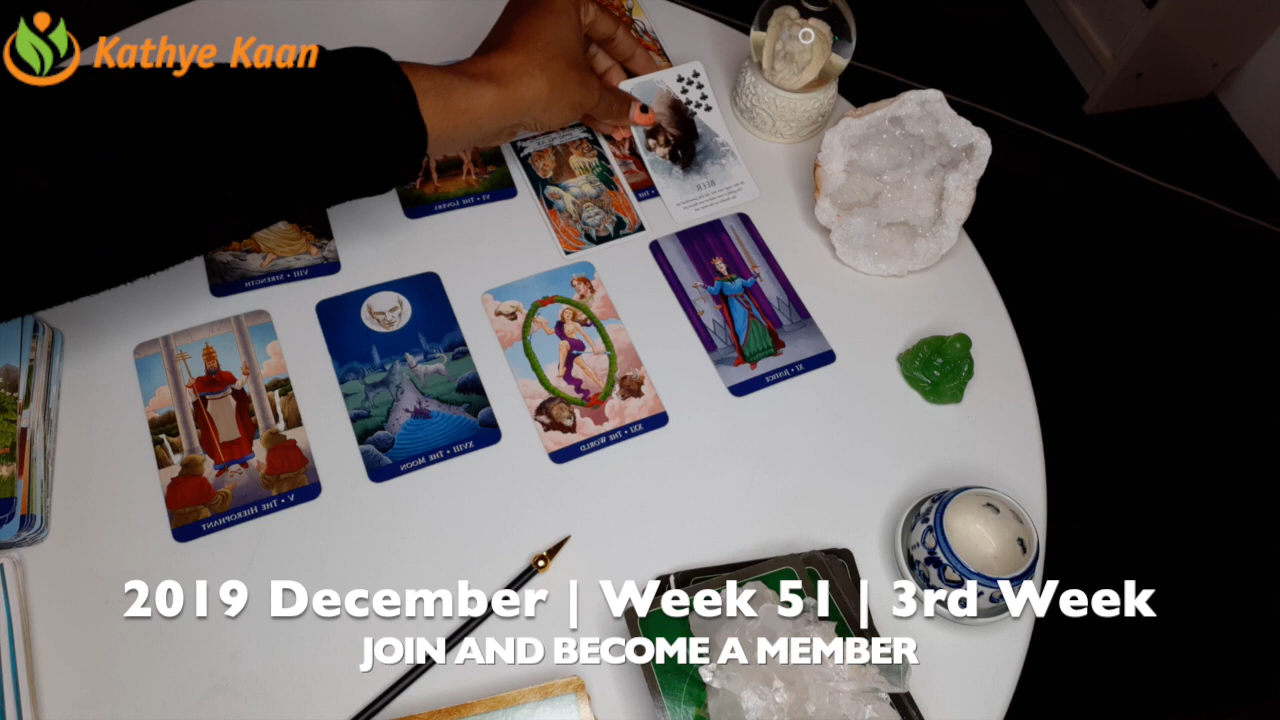 Kathye Kaan
VI • THE LOVERS
VIII • STRENGTH
BEER
XI • JUSTICE
XXI • THE WORLD
XVIII • THE MOON
V • THE HIEROPHANT
2019 December | Week 51 | 3rd Week
JOIN AND BECOME A MEMBER